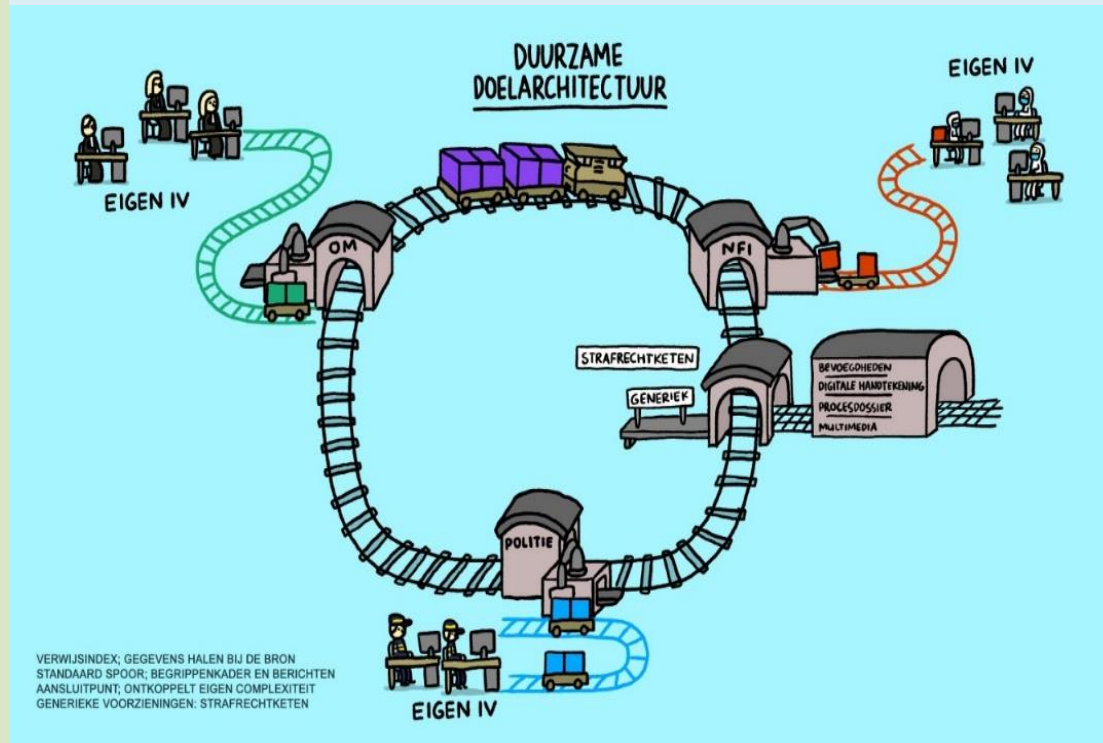 DUURZAME
DOELARCHITECTUUR
EIGEN IV
EIGEN IV
OM
NFI
STRAFRECHTKETEN
GENERIEK
BEVOEGDHEDEN
DIGITALE HANDTEKENING
PROCESDOSSIER
MULTIMEDIA
POLITIE
EIGEN IV
VERWIJSINDEX; GEGEVENS HALEN BIJ DE BRON
STANDAARD SPOOR; BEGRIPPENKADER EN BERICHTEN
AANSLUITPUNT; ONTKOPPELT EIGEN COMPLEXITEIT
GENERIEKE VOORZIENINGEN: STRAFRECHTKETEN